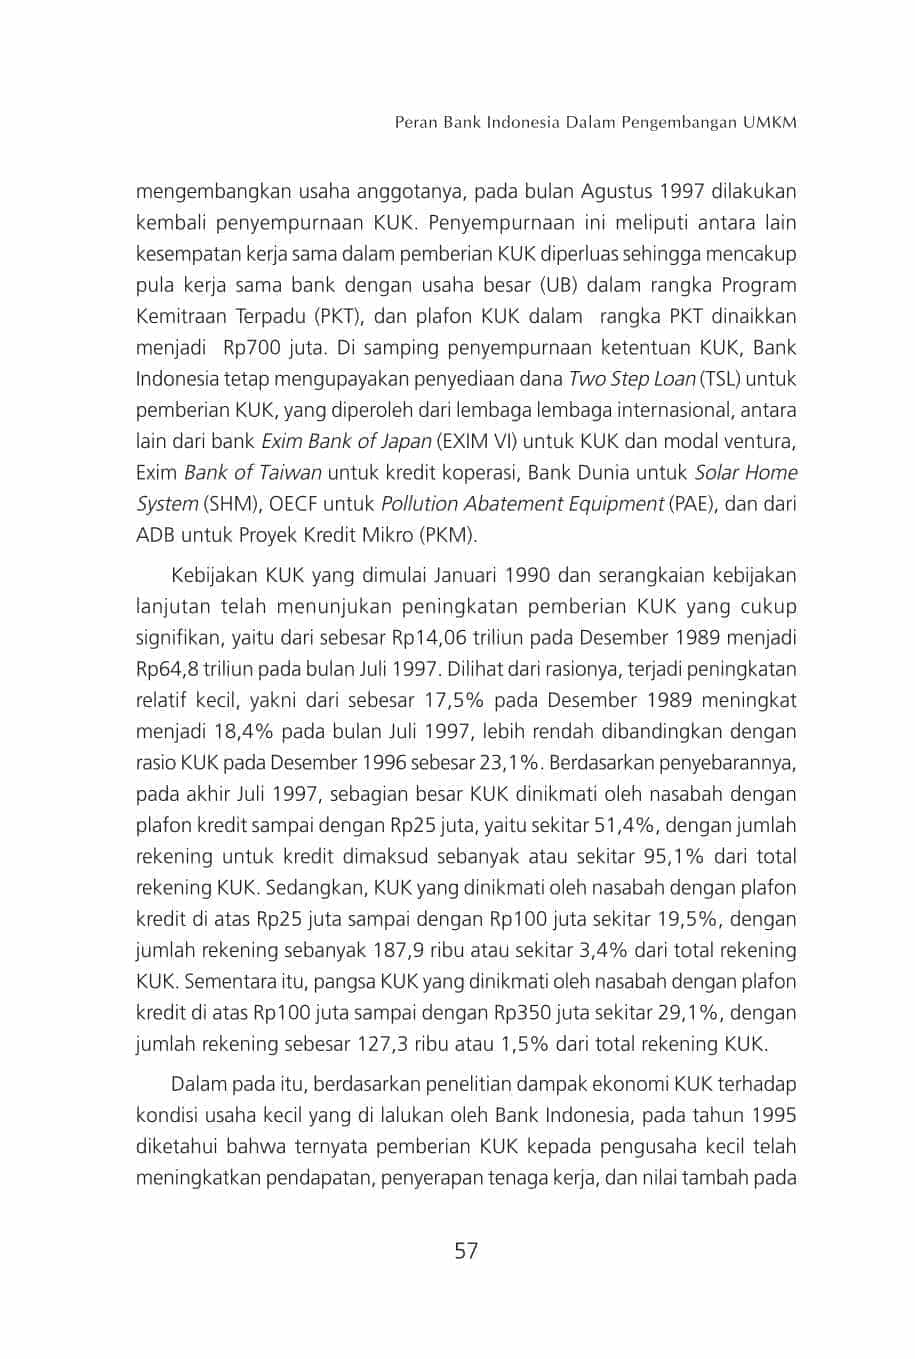 Peran Bank Indonesia Dalam Pengembangan UMKM
mengembangkan usaha anggotanya, pada bulan Agustus 1997 dilakukan
kembali penyempurnaan KUK. Penyempurnaan ini meliputi antara lain
kesempatan kerja sama dalam pemberian KUK diperluas sehingga mencakup
pula kerja sama bank dengan usaha besar (UB) dalam rangka Program
Kemitraan Terpadu (PKT), dan plafon KUK dalam rangka PKT dinaikkan
menjadi Rp700 juta. Di samping penyempurnaan ketentuan KUK, Bank
Indonesia tetap mengupayakan penyediaan dana Two Step Loan (TSL) untuk
pemberian KUK, yang diperoleh dari lembaga lembaga internasional, antara
lain dari bank Exim Bank of Japan (EXIM VI) untuk KUK dan modal ventura,
Exim Bank of Taiwan untuk kredit koperasi, Bank Dunia untuk Solar Home
System (SHM), OECF untuk Pollution Abatement Equipment (PAE), dan dari
ADB untuk Proyek Kredit Mikro (PKM).
Kebijakan KUK yang dimulai Januari 1990 dan serangkaian kebijakan
lanjutan telah menunjukan peningkatan pemberian KUK yang cukup
signifikan, yaitu dari sebesar Rp14,06 triliun pada Desember 1989 menjadi
Rp64,8 triliun pada bulan Juli 1997. Dilihat dari rasionya, terjadi peningkatan
relatif kecil, yakni dari sebesar 17,5% pada Desember 1989 meningkat
menjadi 18,4% pada bulan Juli 1997, lebih rendah dibandingkan dengan
rasio KUK pada Desember 1996 sebesar 23,1%. Berdasarkan penyebarannya,
pada akhir Juli 1997, sebagian besar KUK dinikmati oleh nasabah dengan
plafon kredit sampai dengan Rp25 juta, yaitu sekitar 51,4%, dengan jumlah
rekening untuk kredit dimaksud sebanyak atau sekitar 95,1% dari total
rekening KUK. Sedangkan, KUK yang dinikmati oleh nasabah dengan plafon
kredit di atas Rp25 juta sampai dengan Rp100 juta sekitar 19,5%, dengan
jumlah rekening sebanyak 187,9 ribu atau sekitar 3,4% dari total rekening
KUK. Sementara itu, pangsa KUK yang dinikmati oleh nasabah dengan plafon
kredit di atas Rp100 juta sampai dengan Rp350 juta sekitar 29,1%, dengan
jumlah rekening sebesar 127,3 ribu atau 1,5% dari total rekening KUK.
Dalam pada itu, berdasarkan penelitian dampak ekonomi KUK terhadap
kondisi usaha kecil yang di lalukan oleh Bank Indonesia, pada tahun 1995
diketahui bahwa ternyata pemberian KUK kepada pengusaha kecil telah
meningkatkan pendapatan, penyerapan tenaga kerja, dan nilai tambah pada
57